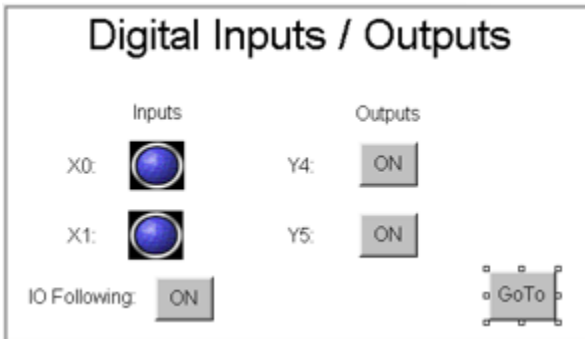 Digital Inputs / Outputs
Inputs Outputs
X0: Y4: ON
X1: Y5: ON
IO Following: ON GoTo